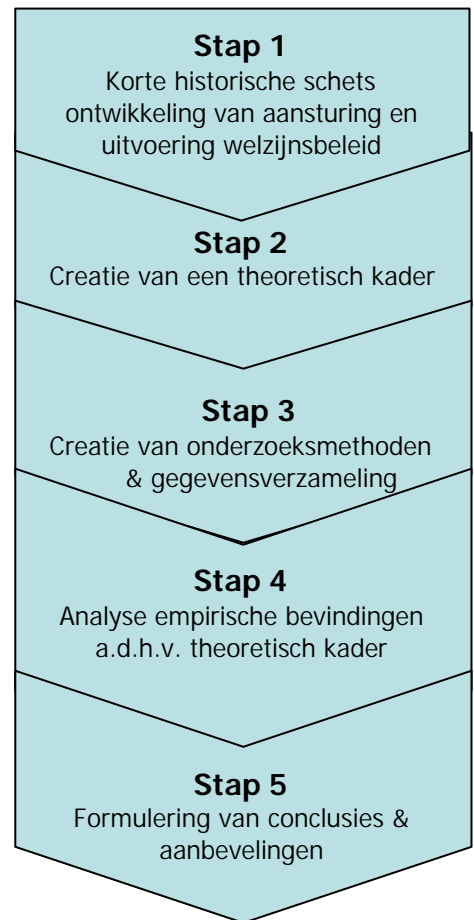 Stap 1
Korte historische schets
ontwikkeling van aansturing en
uitvoering welzijnsbeleid
Stap 2
Creatie van een theoretisch kader
Stap 3
Creatie van onderzoeksmethoden
& gegevensverzameling
Stap 4
Analyse empirische bevindingen
a.d.h.v. theoretisch kader
Stap 5
Formulering van conclusies &
aanbevelingen